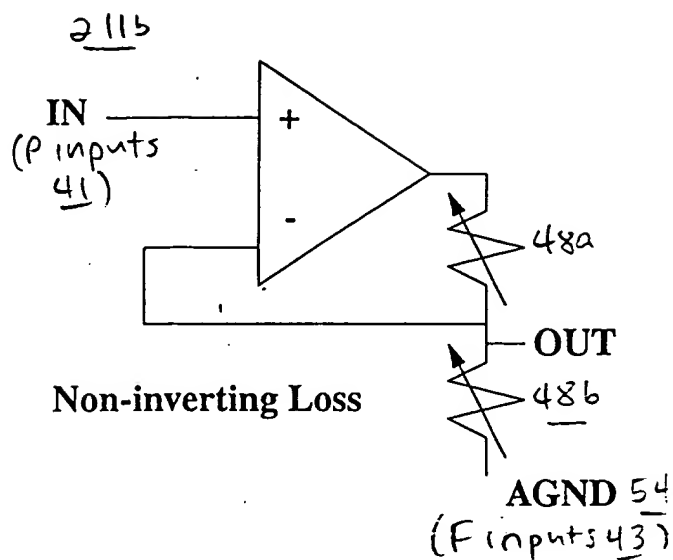 211b
IN
(P inputs
41)
+
-
48a
OUT
48b
Non-inverting Loss
AGND 54
(F inputs 43)